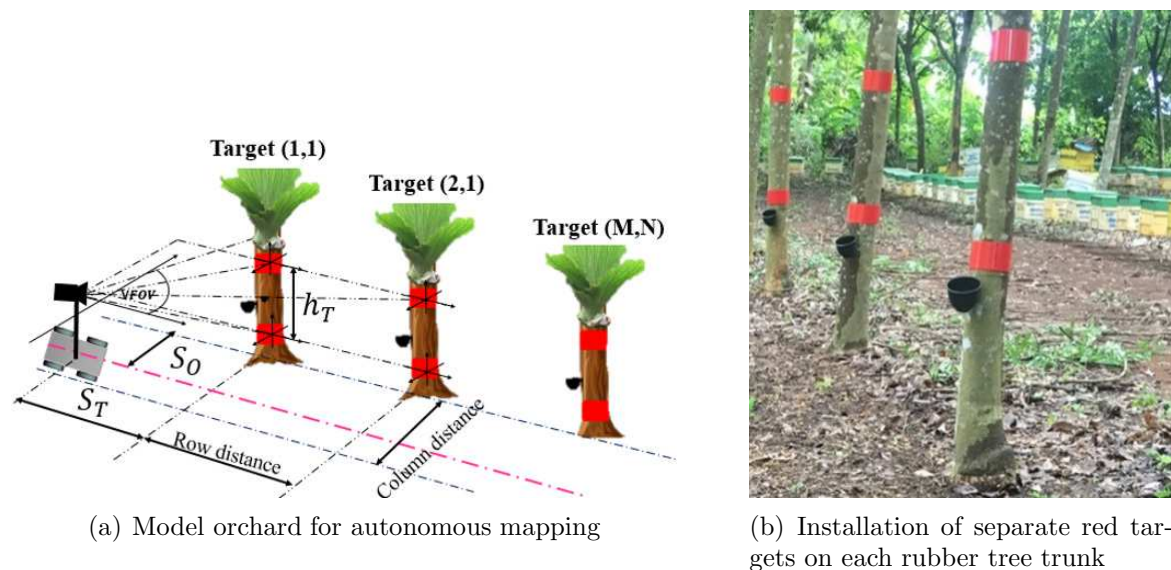 Target (1,1)
Target (2,1)
Target (M,N)
VFOV
h_T
S_O
S_T
Row distance
Column distance
(a) Model orchard for autonomous mapping
(b) Installation of separate red tar-
gets on each rubber tree trunk